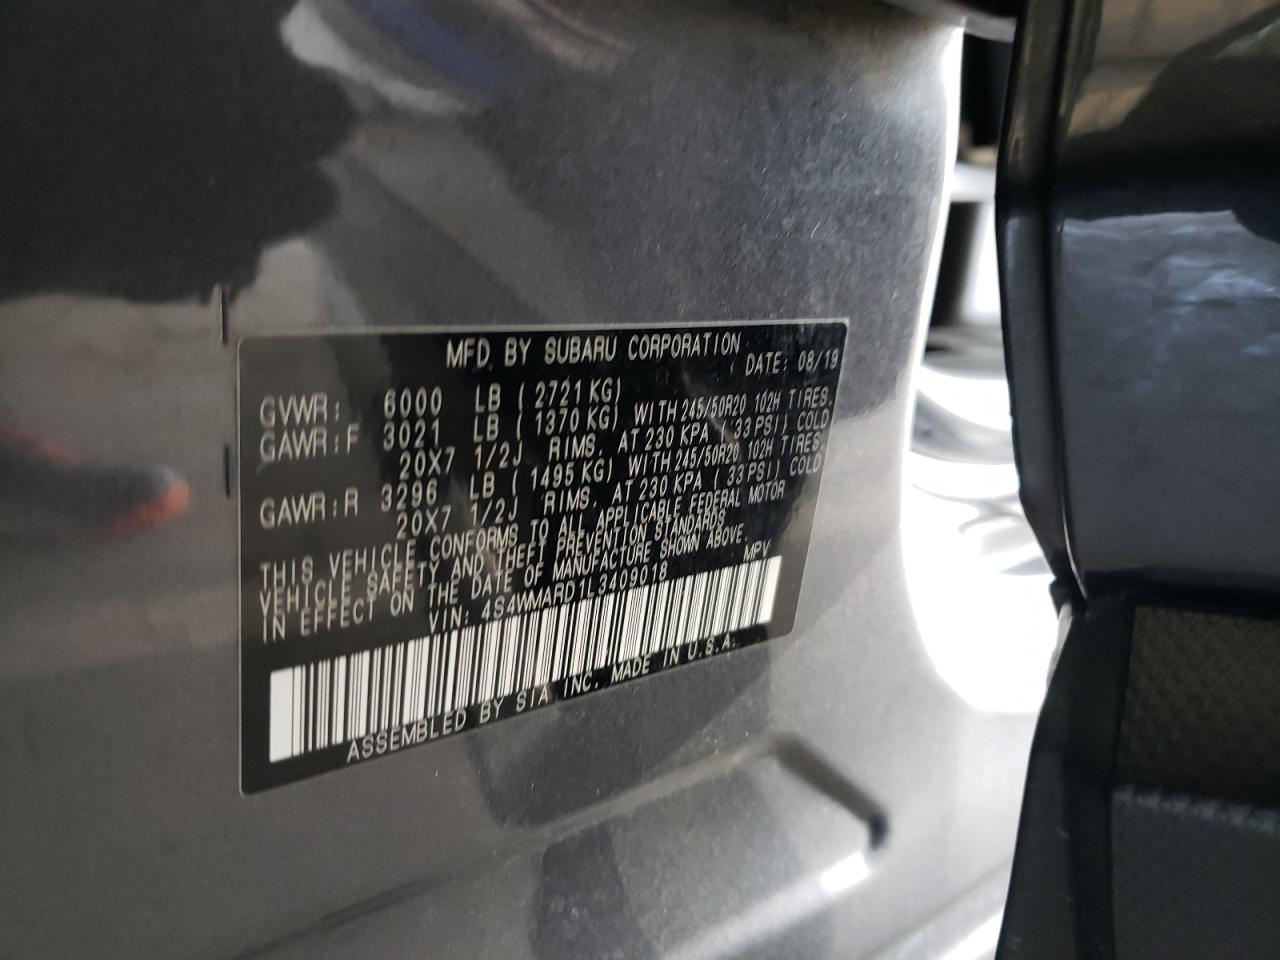 MFD. BY SUBARU CORPORATION
DATE: 08/19
GVWR: 6000 LB ( 2721 KG)
GAWR:F 3021 LB ( 1370 KG) WITH 245/50R20 102H TIRES,
20X7 1/2J RIMS, AT 230 KPA ( 33 PSI) COLD
GAWR:R 3296 LB ( 1495 KG) WITH 245/50R20 102H TIRES,
20X7 1/2J RIMS, AT 230 KPA ( 33 PSI) COLD
THIS VEHICLE CONFORMS TO ALL APPLICABLE FEDERAL MOTOR
VEHICLE SAFETY AND THEFT PREVENTION STANDARDS
IN EFFECT ON THE DATE OF MANUFACTURE SHOWN ABOVE.
VIN: 4S4WMARD1L3409018 MPV
ASSEMBLED BY SIA INC. MADE IN U.S.A.